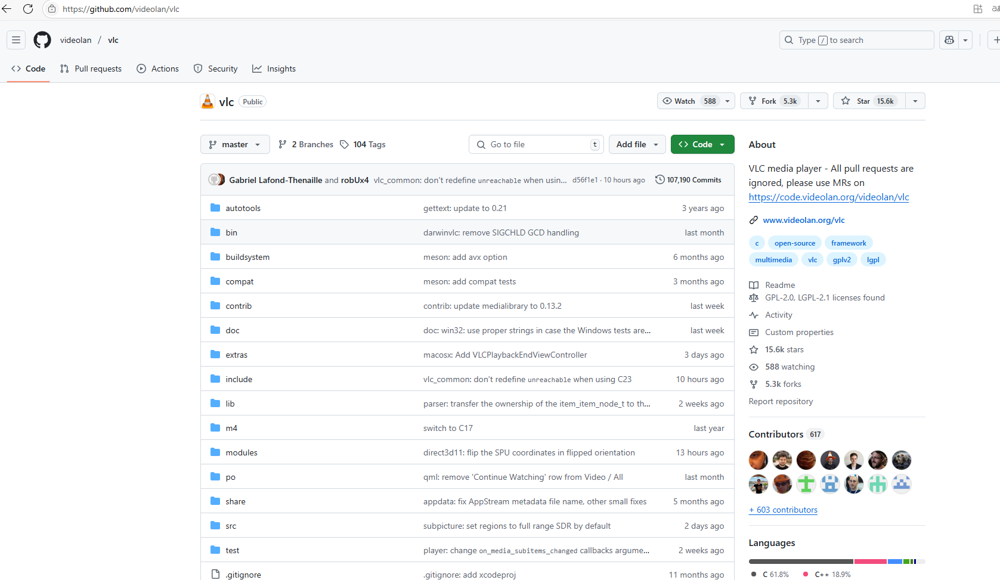 https://github.com/videolan/vlc
videolan / vlc
Type / to search
Code Pull requests Actions Security Insights
vlc Public
Watch 588 Fork 5.3k Star 15.6k
master 2 Branches 104 Tags Go to file t Add file Code
Gabriel Lafond-Thenaille and robUx4 vlc_common: don't redefine unreachable when usin... d56f1e1 · 10 hours ago 107,190 Commits
autotools gettext: update to 0.21 3 years ago
bin darwinvlc: remove SIGCHLD GCD handling last month
buildsystem meson: add avx option 6 months ago
compat meson: add compat tests 3 months ago
contrib contrib: update medialibrary to 0.13.2 last week
doc doc: win32: use proper strings in case the Windows tests are... last week
extras macosx: Add VLCPlaybackEndViewController 3 days ago
include vlc_common: don't redefine unreachable when using C23 10 hours ago
lib parser: transfer the ownership of the item_item_node_t to th... 2 weeks ago
m4 switch to C17 last year
modules direct3d11: flip the SPU coordinates in flipped orientation 13 hours ago
po qml: remove 'Continue Watching' row from Video / All last month
share appdata: fix AppStream metadata file name, other small fixes 5 months ago
src subpicture: set regions to full range SDR by default 2 days ago
test player: change on_media_subitems_changed callbacks argume... 2 weeks ago
.gitignore .gitignore: add xcodeproj 11 months ago
About
VLC media player - All pull requests are
ignored, please use MRs on
https://code.videolan.org/videolan/vlc
www.videolan.org/vlc
c open-source framework
multimedia vlc gplv2 lgpl
Readme
GPL-2.0, LGPL-2.1 licenses found
Activity
Custom properties
15.6k stars
588 watching
5.3k forks
Report repository
Contributors 617
+ 603 contributors
Languages
C 61.8% C++ 18.9%